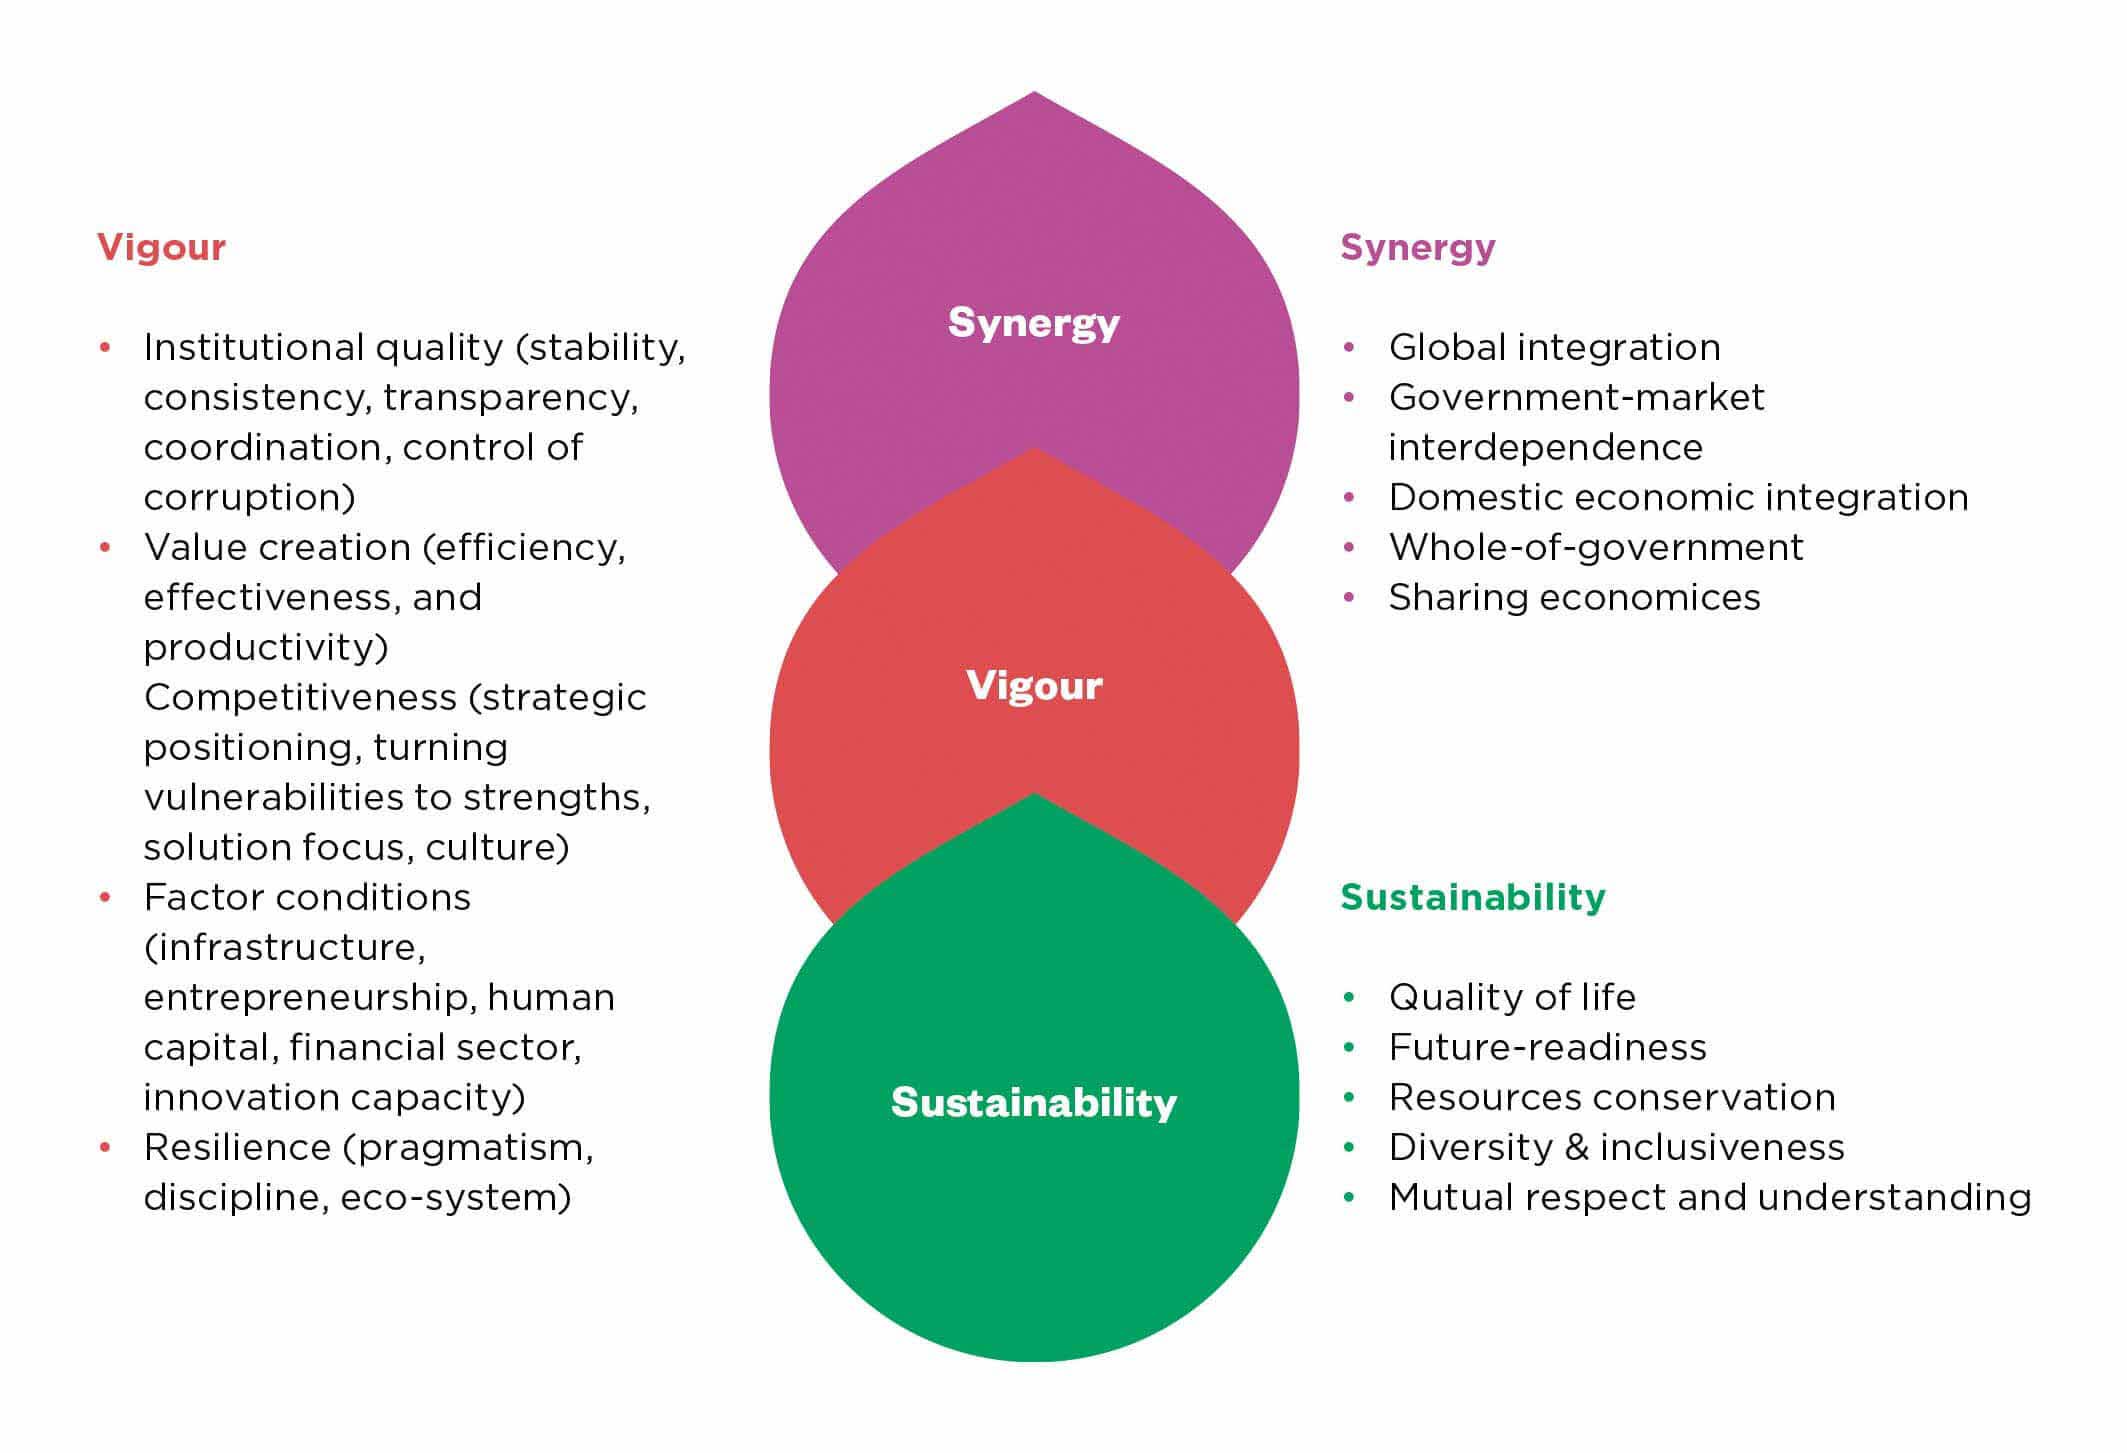 Vigour
• Institutional quality (stability,
consistency, transparency,
coordination, control of
corruption)
• Value creation (efficiency,
effectiveness, and
productivity)
Competitiveness (strategic
positioning, turning
vulnerabilities to strengths,
solution focus, culture)
• Factor conditions
(infrastructure,
entrepreneurship, human
capital, financial sector,
innovation capacity)
• Resilience (pragmatism,
discipline, eco-system)
Synergy
Vigour
Sustainability
Synergy
• Global integration
• Government-market
interdependence
• Domestic economic integration
• Whole-of-government
• Sharing economices
Sustainability
• Quality of life
• Future-readiness
• Resources conservation
• Diversity & inclusiveness
• Mutual respect and understanding